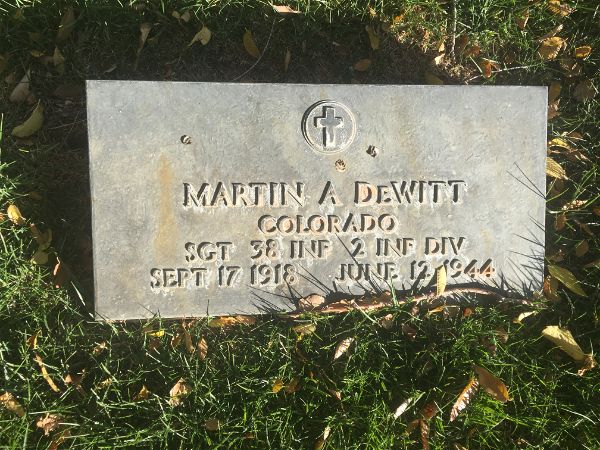 MARTIN A DEWITT
COLORADO
SGT 38 INF 2 INF DIV
SEPT 17 1918 JUNE 12 1944